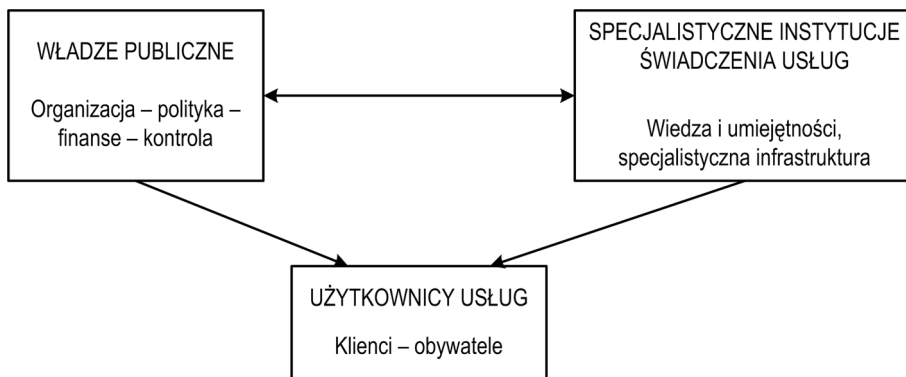 WŁADZE PUBLICZNE
Organizacja – polityka –
finanse – kontrola
SPECJALISTYCZNE INSTYTUCJE
ŚWIADCZENIA USŁUG
Wiedza i umiejętności,
specjalistyczna infrastruktura
UŻYTKOWNICY USŁUG
Klienci – obywatele